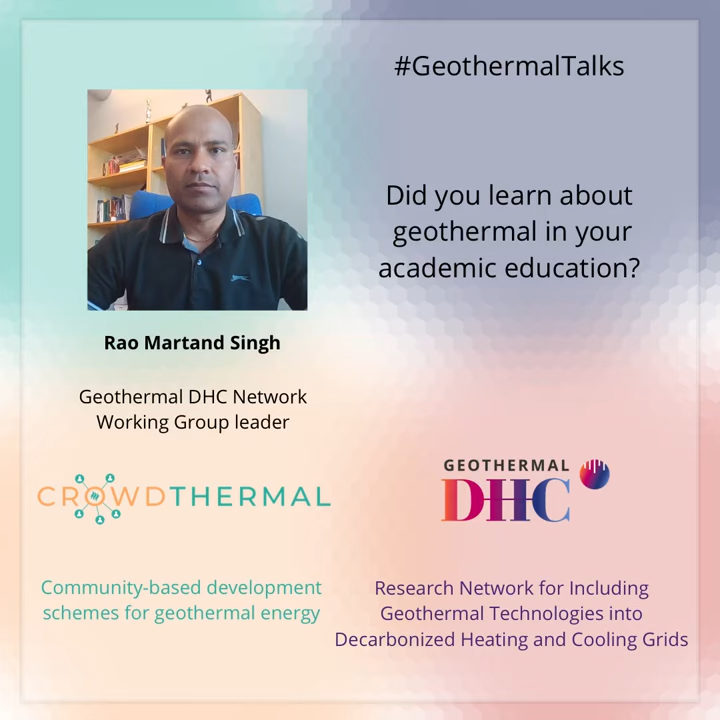 #GeothermalTalks
Did you learn about
geothermal in your
academic education?
Rao Martand Singh
Geothermal DHC Network
Working Group leader
CROWDTHERMAL
Community-based development
schemes for geothermal energy
GEOTHERMAL
DHC
Research Network for Including
Geothermal Technologies into
Decarbonized Heating and Cooling Grids